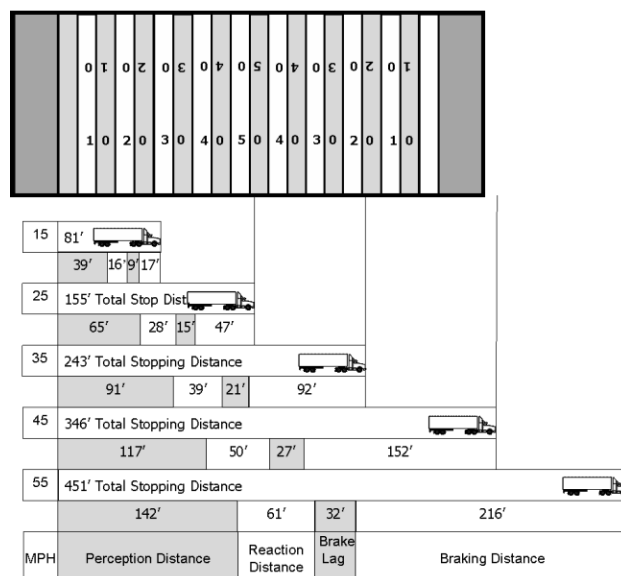 0 1 0 2 0 3 0 4 0 5 0 4 0 3 0 2 0 1
1 0 2 0 3 0 4 0 5 0 4 0 3 0 2 0 1 0
15 81’
39’ 16’ 9’ 17’
25 155’ Total Stop Dist
65’ 28’ 15’ 47’
35 243’ Total Stopping Distance
91’ 39’ 21’ 92’
45 346’ Total Stopping Distance
117’ 50’ 27’ 152’
55 451’ Total Stopping Distance
142’ 61’ 32’ 216’
MPH Perception Distance Reaction Distance Brake Lag Braking Distance